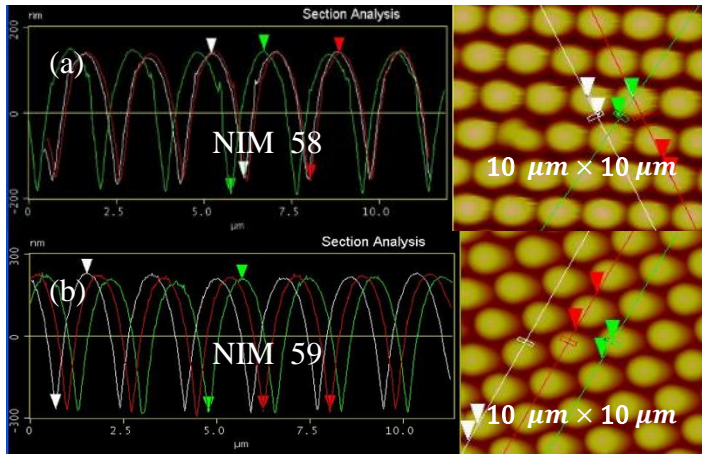 nm
Section Analysis
200
(a)
0
NIM 58
-200
0 2.5 5.0 7.5 10.0
µm
10 µm × 10 µm
nm
Section Analysis
300
(b)
0
NIM 59
-300
0 2.5 5.0 7.5 10.0
µm
10 µm × 10 µm